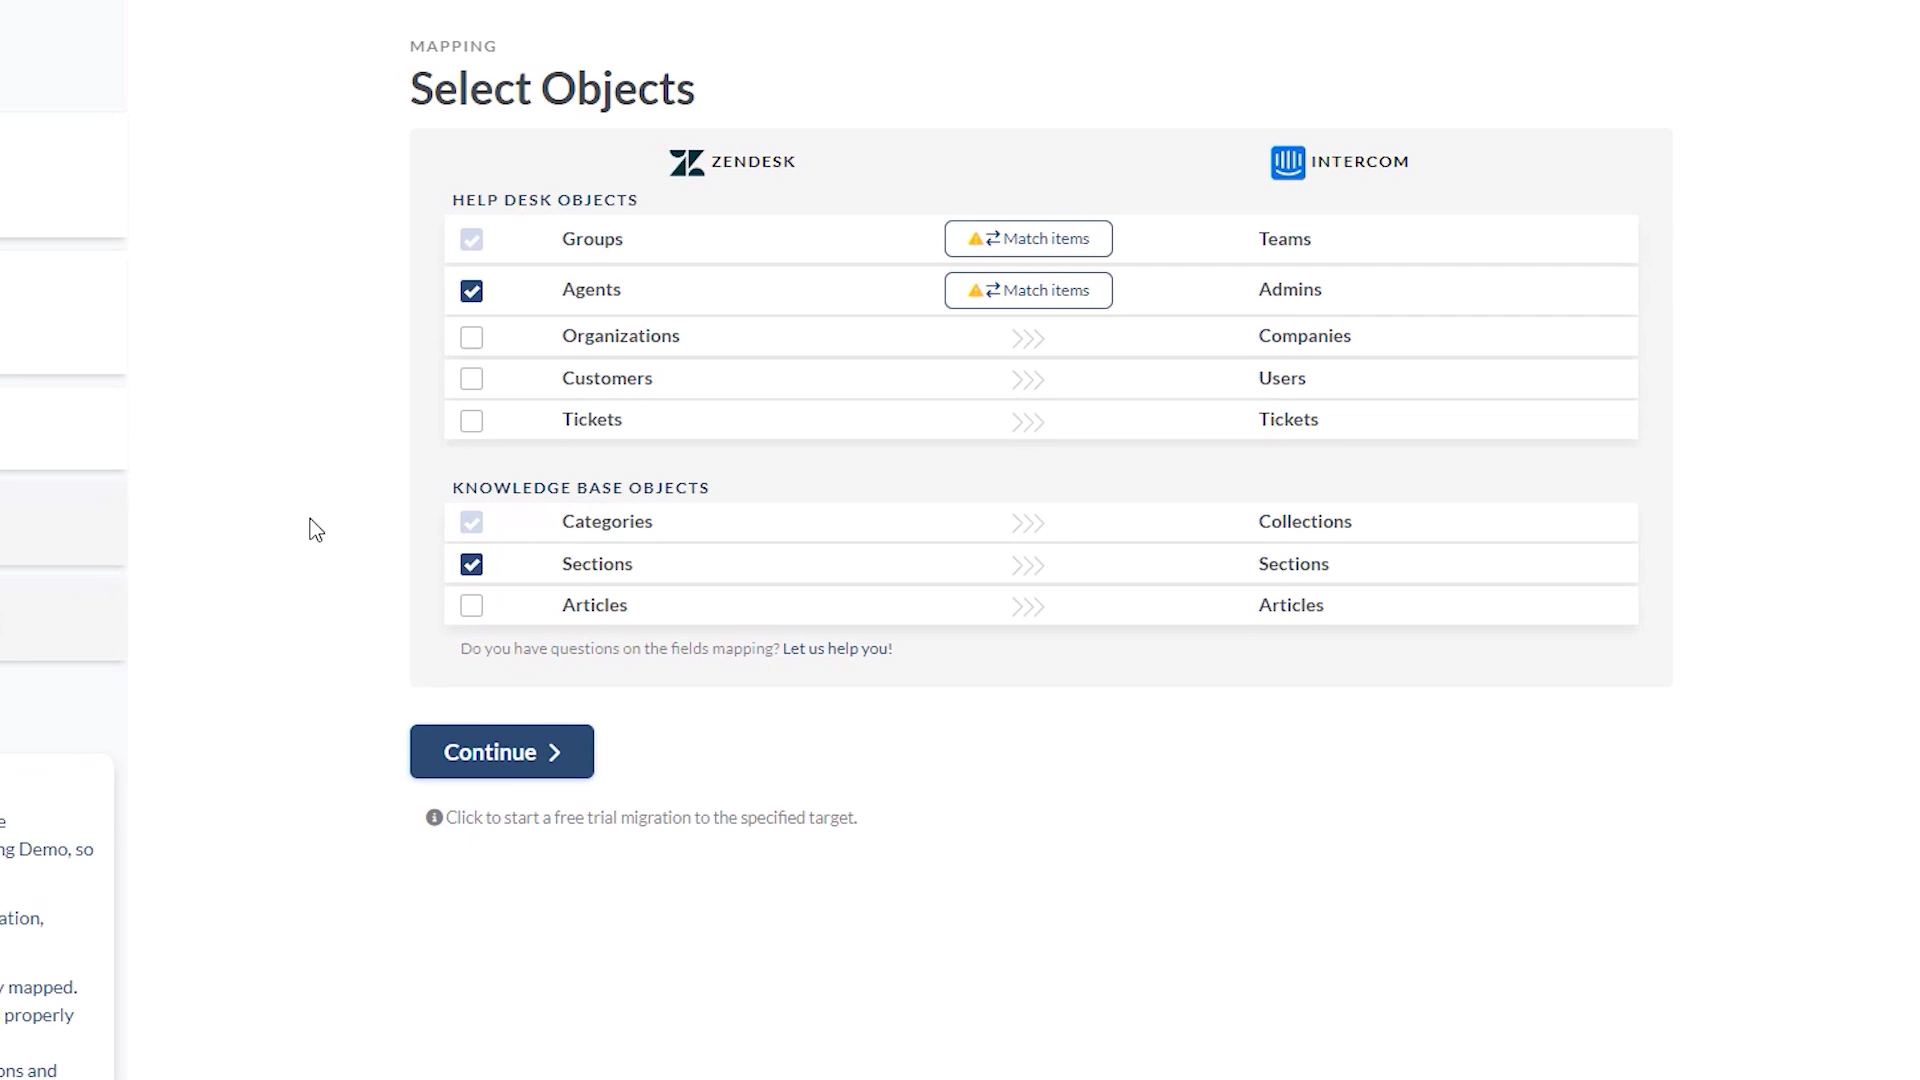 MAPPING
Select Objects
ZENDESK INTERCOM
HELP DESK OBJECTS
Groups Match items Teams
Agents Match items Admins
Organizations Companies
Customers Users
Tickets Tickets
KNOWLEDGE BASE OBJECTS
Categories Collections
Sections Sections
Articles Articles
Do you have questions on the fields mapping? Let us help you!
Continue
Click to start a free trial migration to the specified target.
e
ng Demo, so
ation,
y mapped.
properly
ons and